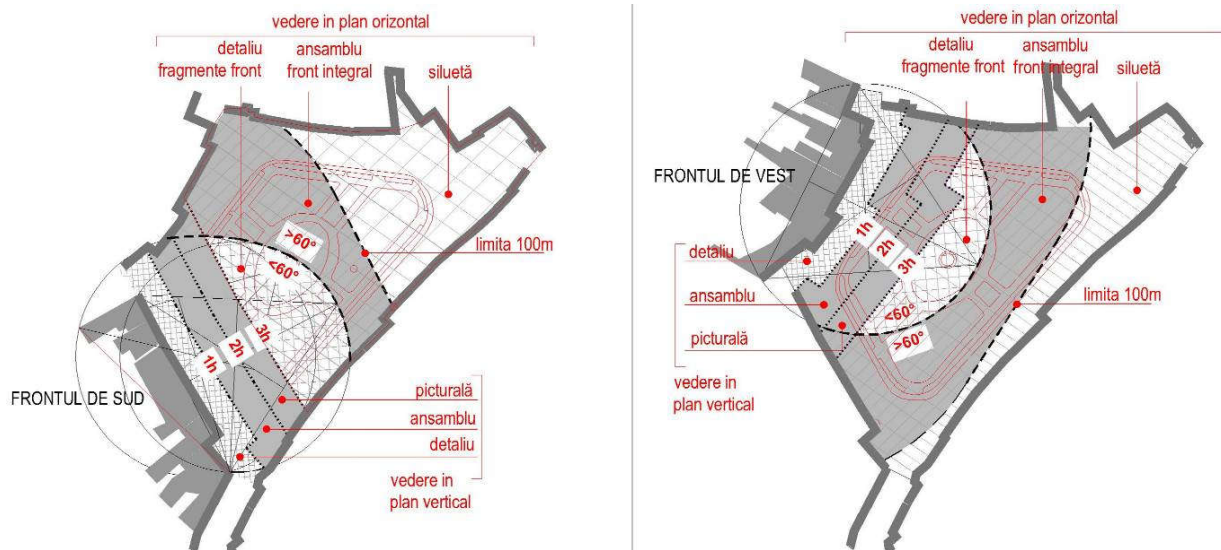 vedere in plan orizontal
detaliu
fragmente front
ansamblu
front integral
siluetă
>60°
<60°
limita 100m
1h
2h
3h
FRONTUL DE SUD
picturală
ansamblu
detaliu
vedere in
plan vertical
vedere in plan orizontal
detaliu
fragmente front
ansamblu
front integral
siluetă
FRONTUL DE VEST
1h
2h
3h
detaliu
ansamblu
picturală
<60°
>60°
limita 100m
vedere in
plan vertical